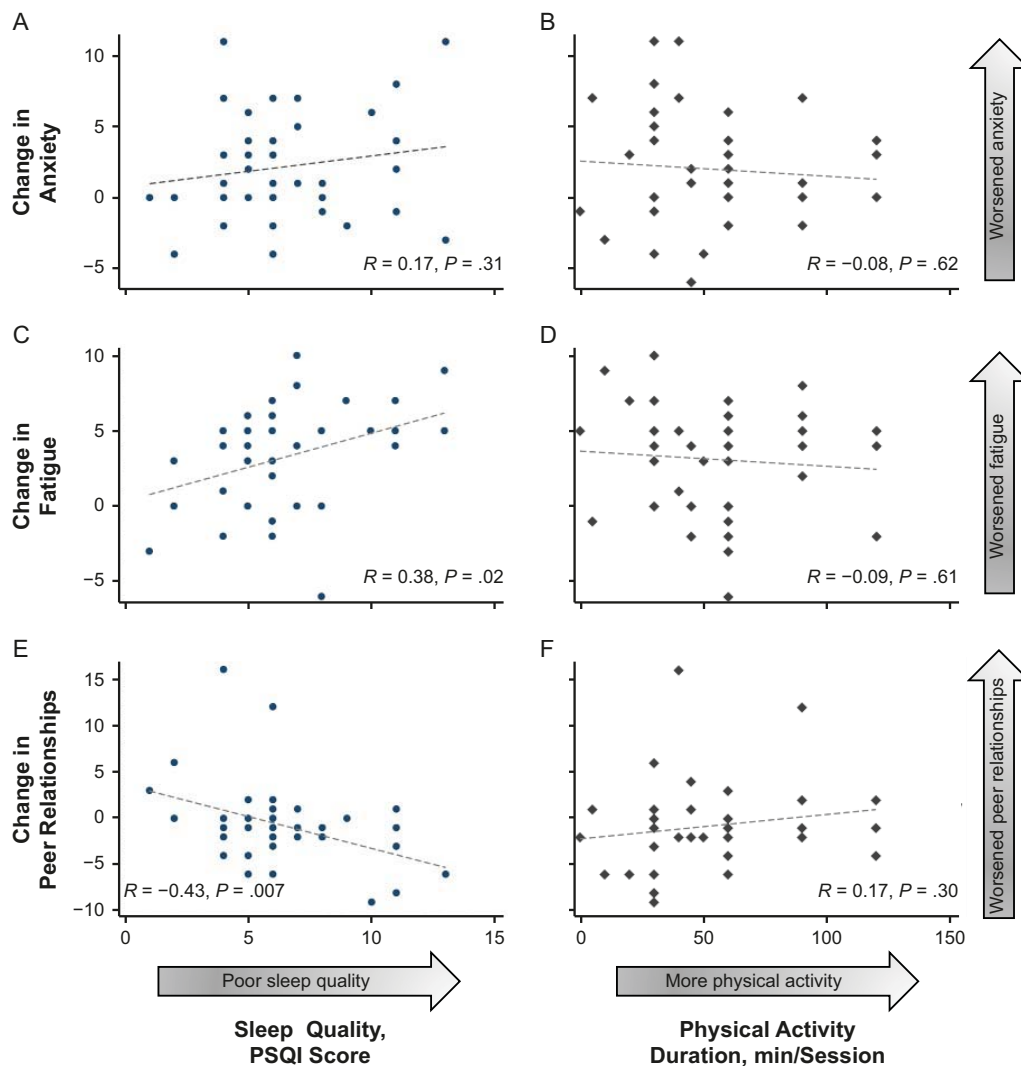 A
10
5
0
−5
Change in
Anxiety
R = 0.17, P = .31
B
R = −0.08, P = .62
Worsened anxiety
C
10
5
0
−5
Change in
Fatigue
R = 0.38, P = .02
D
R = −0.09, P = .61
Worsened fatigue
E
15
10
5
0
−5
−10
Change in
Peer Relationships
R = −0.43, P = .007
0 5 10 15
F
R = 0.17, P = .30
0 50 100 150
Worsened peer relationships
Poor sleep quality
More physical activity
Sleep Quality,
PSQI Score
Physical Activity
Duration, min/Session